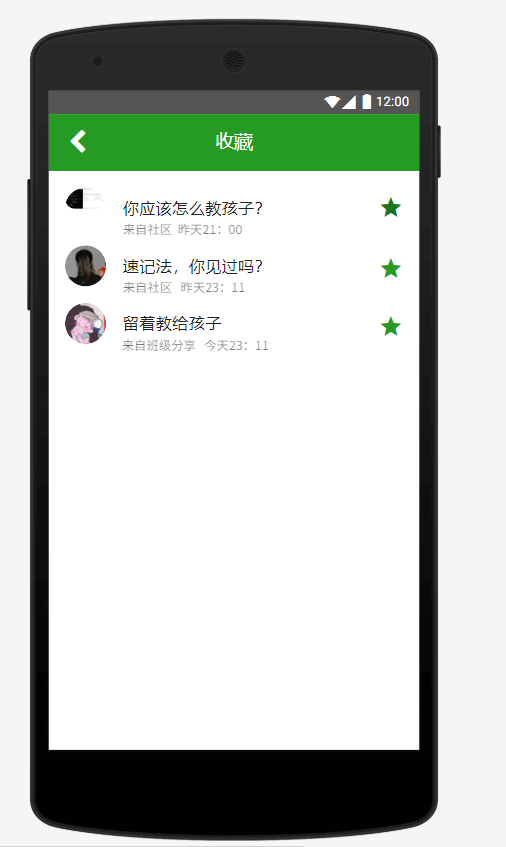 12:00
收藏
你应该怎么教孩子？
来自社区 昨天21：00
速记法，你见过吗？
来自社区 昨天23：11
留着教给孩子
来自班级分享 今天23：11